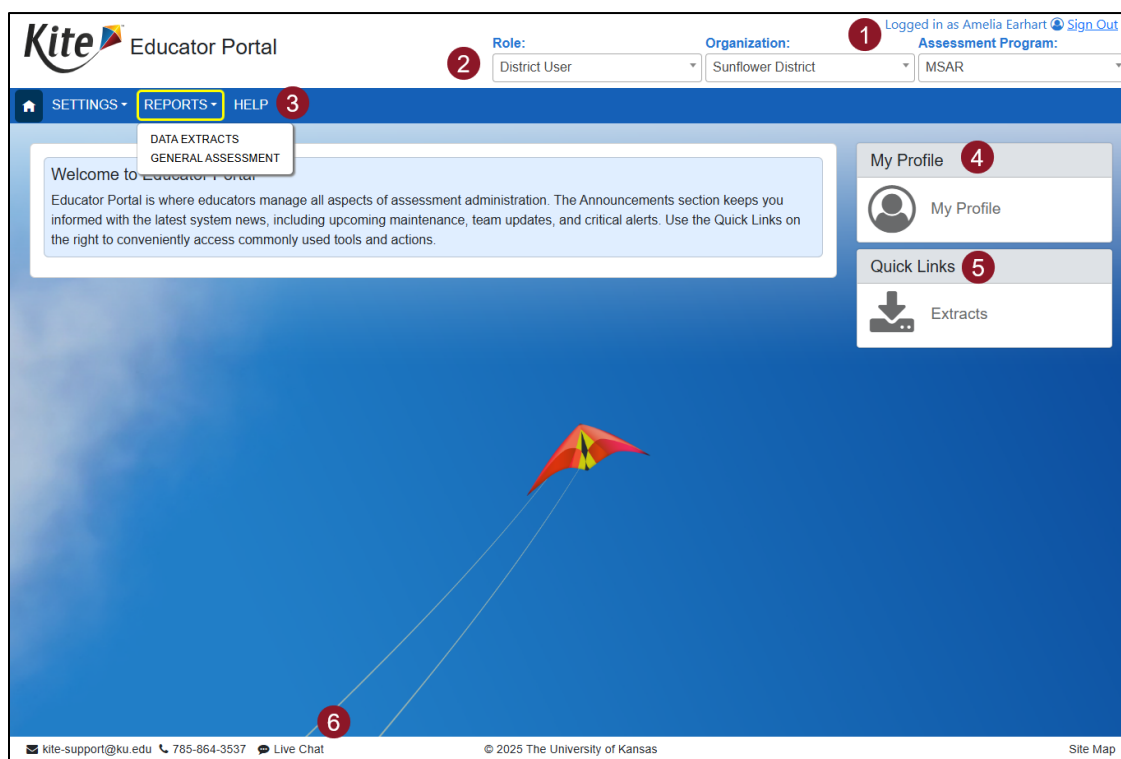 Logged in as Amelia Earhart Sign Out
1
Kite Educator Portal
Role: Organization: Assessment Program:
2
District User Sunflower District MSAR
SETTINGS REPORTS HELP 3
DATA EXTRACTS
GENERAL ASSESSMENT
Welcome to Educator Portal
Educator Portal is where educators manage all aspects of assessment administration. The Announcements section keeps you
informed with the latest system news, including upcoming maintenance, team updates, and critical alerts. Use the Quick Links on
the right to conveniently access commonly used tools and actions.
My Profile 4
My Profile
Quick Links 5
Extracts
6
kite-support@ku.edu 785-864-3537 Live Chat © 2025 The University of Kansas Site Map